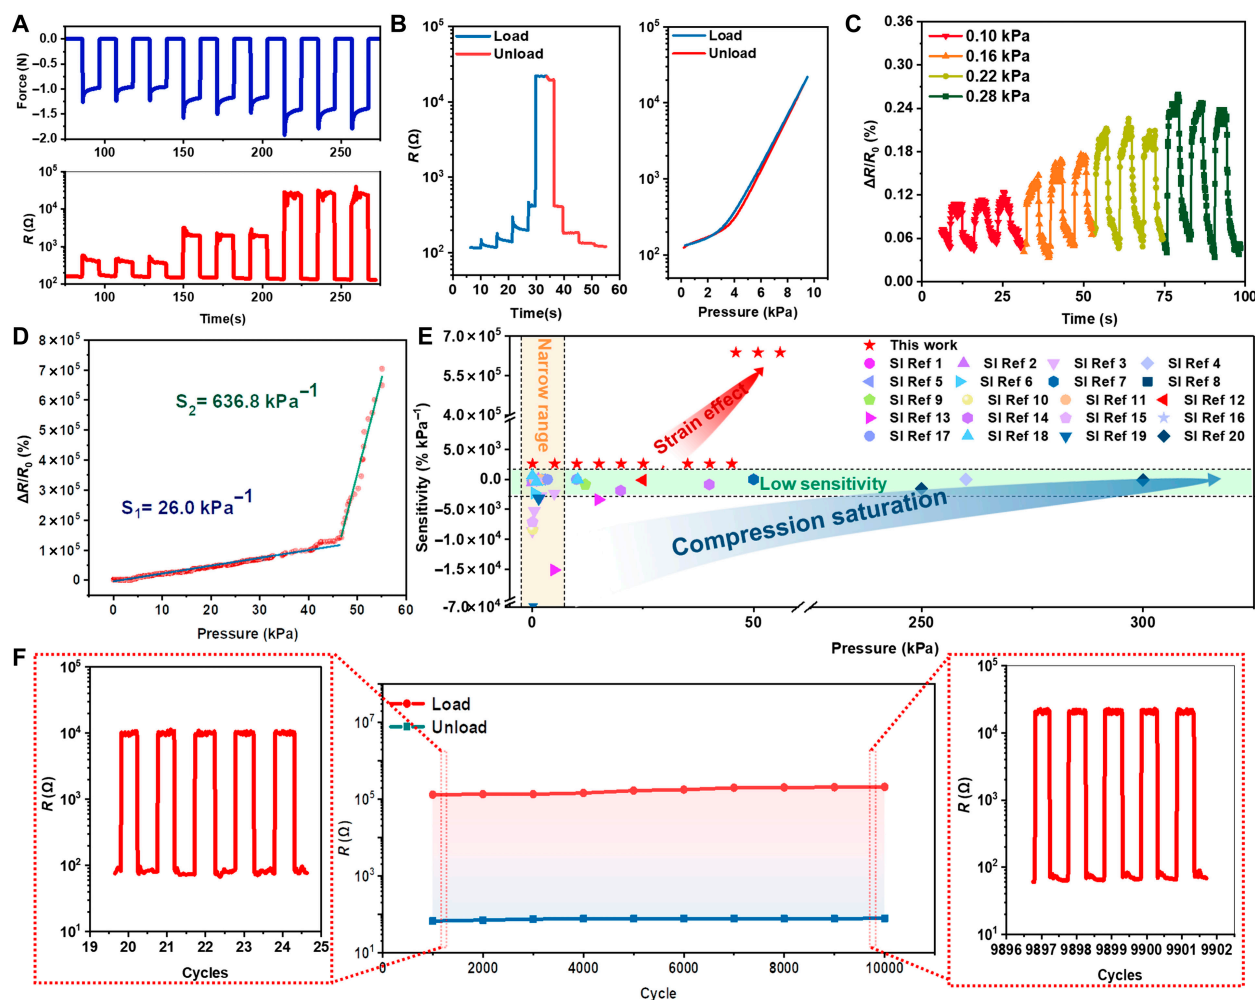 A
0.0
−0.5
−1.0
−1.5
−2.0
Force (N)
100 150 200 250
10⁵
10⁴
10³
10²
R (Ω)
100 150 200 250
Time(s)
B
Load
Unload
10⁵
10⁴
10³
10²
R (Ω)
0 10 20 30 40 50 60
Time(s)
Load
Unload
10⁵
10⁴
10³
10²
0 2 4 6 8 10
Pressure (kPa)
C
0.10 kPa
0.16 kPa
0.22 kPa
0.28 kPa
0.36
0.30
0.24
0.18
0.12
0.06
0.00
ΔR/R₀ (%)
0 25 50 75 100
Time (s)
D
8 × 10⁵
7 × 10⁵
6 × 10⁵
5 × 10⁵
4 × 10⁵
3 × 10⁵
2 × 10⁵
1 × 10⁵
0
ΔR/R₀ (%)
S₂= 636.8 kPa⁻¹
S₁= 26.0 kPa⁻¹
0 10 20 30 40 50 60
Pressure (kPa)
E
7.0 × 10⁵
5.5 × 10⁵
4.0 × 10⁵
5.0 × 10³
0.0
−5.0 × 10³
−1.0 × 10⁴
−1.5 × 10⁴
−7.0 × 10⁴
Sensitivity (% kPa⁻¹)
Narrow range
Strain effect
Low sensitivity
Compression saturation
This work
SI Ref 1 SI Ref 2 SI Ref 3 SI Ref 4
SI Ref 5 SI Ref 6 SI Ref 7 SI Ref 8
SI Ref 9 SI Ref 10 SI Ref 11 SI Ref 12
SI Ref 13 SI Ref 14 SI Ref 15 SI Ref 16
SI Ref 17 SI Ref 18 SI Ref 19 SI Ref 20
0 25 50 250 300
Pressure (kPa)
F
10⁵
10⁴
10³
10²
10¹
R (Ω)
19 20 21 22 23 24 25
Cycles
Load
Unload
10⁷
10⁵
10³
10¹
R (Ω)
0 2000 4000 6000 8000 10000
Cycle
10⁵
10⁴
10³
10²
10¹
R (Ω)
9896 9897 9898 9899 9900 9901 9902
Cycles